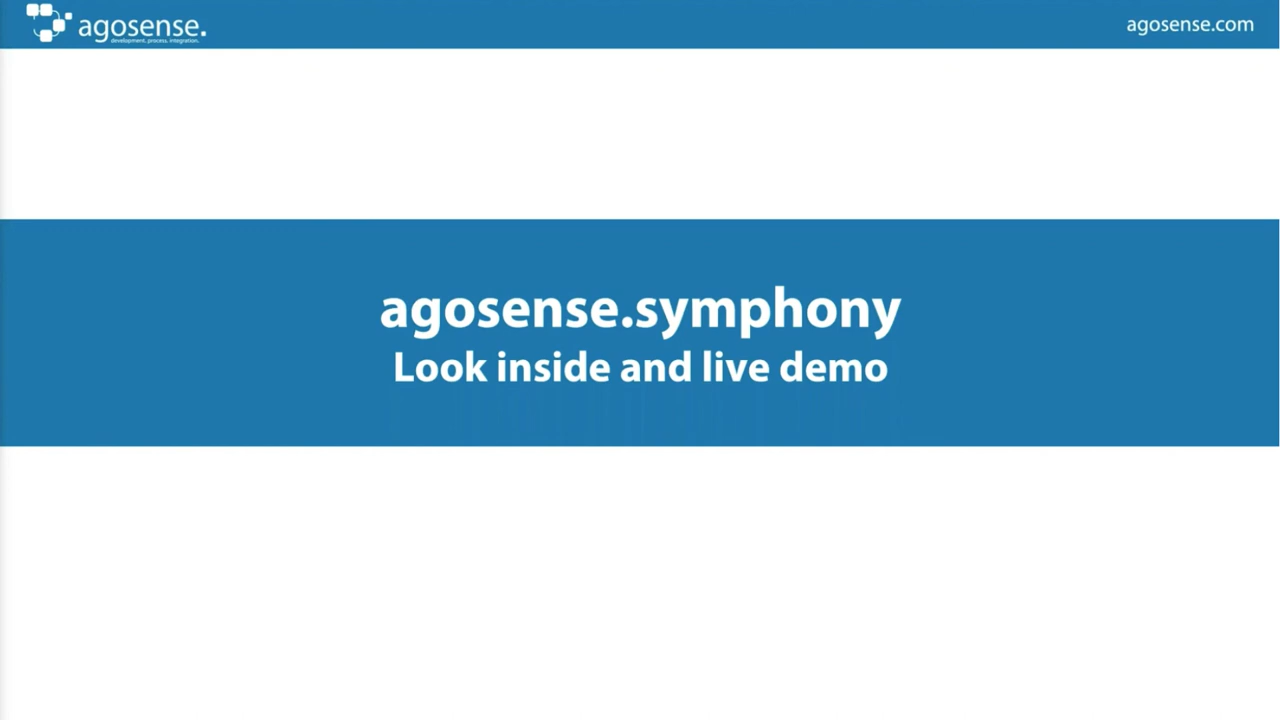 agosense.
development. process. integration.
agosense.com
agosense.symphony
Look inside and live demo